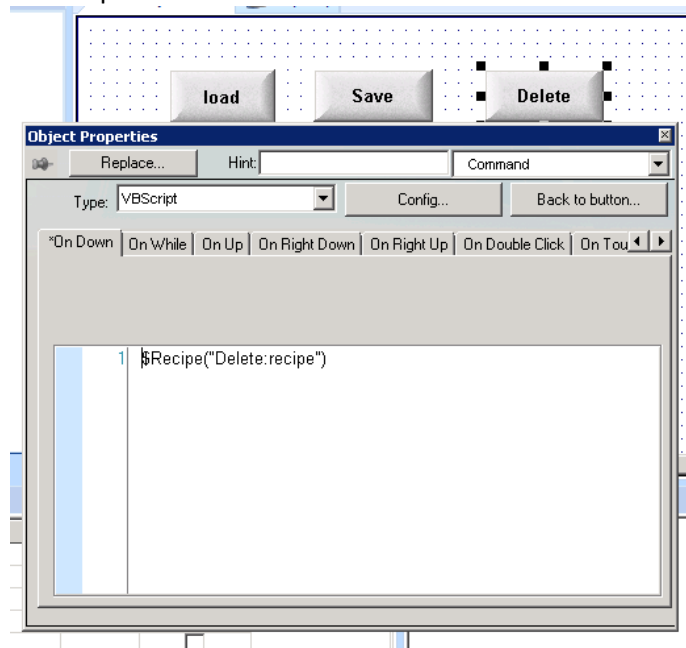 load Save Delete
Object Properties
Replace... Hint: Command
Type: VBScript Config... Back to button...
*On Down On While On Up On Right Down On Right Up On Double Click On Tou
1 $Recipe("Delete:recipe")